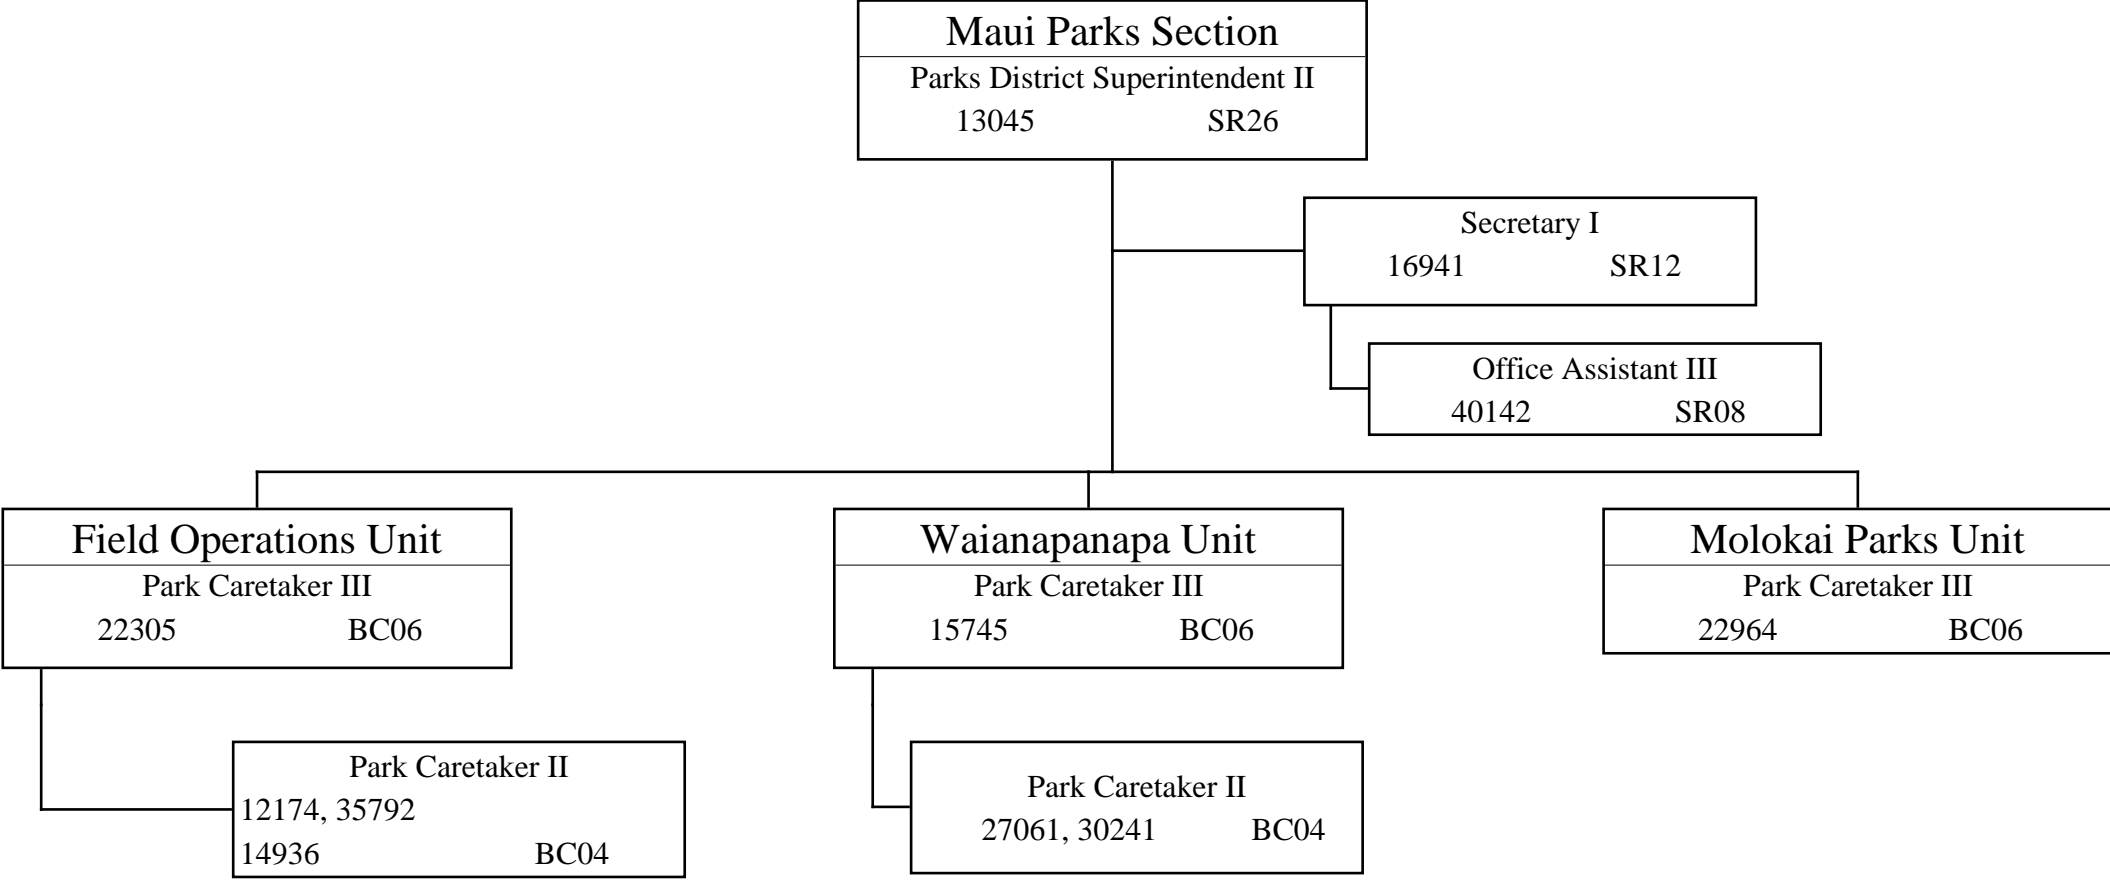 Maui Parks Section
Parks District Superintendent II
13045 SR26
Secretary I
16941 SR12
Office Assistant III
40142 SR08
Field Operations Unit
Park Caretaker III
22305 BC06
Waianapanapa Unit
Park Caretaker III
15745 BC06
Molokai Parks Unit
Park Caretaker III
22964 BC06
Park Caretaker II
12174, 35792
14936 BC04
Park Caretaker II
27061, 30241 BC04